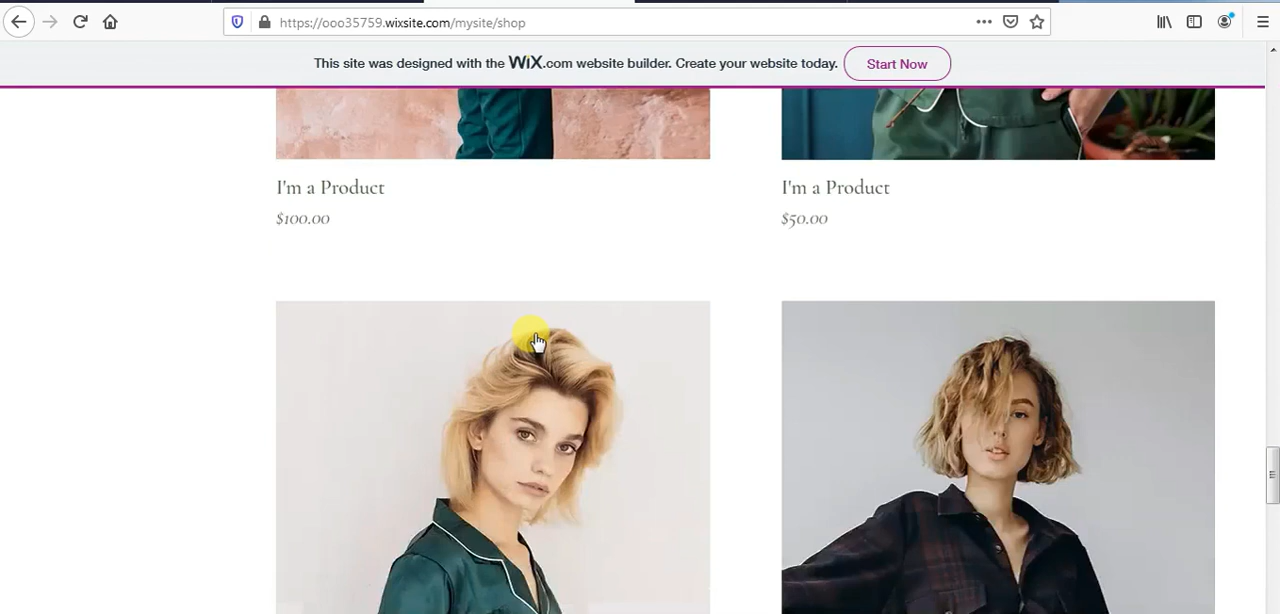 https://ooo35759.wixsite.com/mysite/shop
This site was designed with the WiX.com website builder. Create your website today. Start Now
I'm a Product I'm a Product
$100.00 $50.00